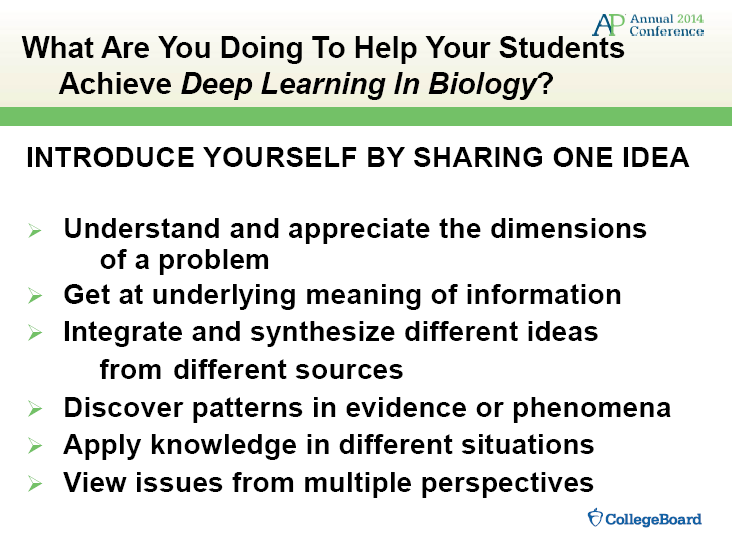 AP Annual 2014
Conference
What Are You Doing To Help Your Students
Achieve Deep Learning In Biology?
INTRODUCE YOURSELF BY SHARING ONE IDEA
Understand and appreciate the dimensions
of a problem
Get at underlying meaning of information
Integrate and synthesize different ideas
from different sources
Discover patterns in evidence or phenomena
Apply knowledge in different situations
View issues from multiple perspectives
CollegeBoard